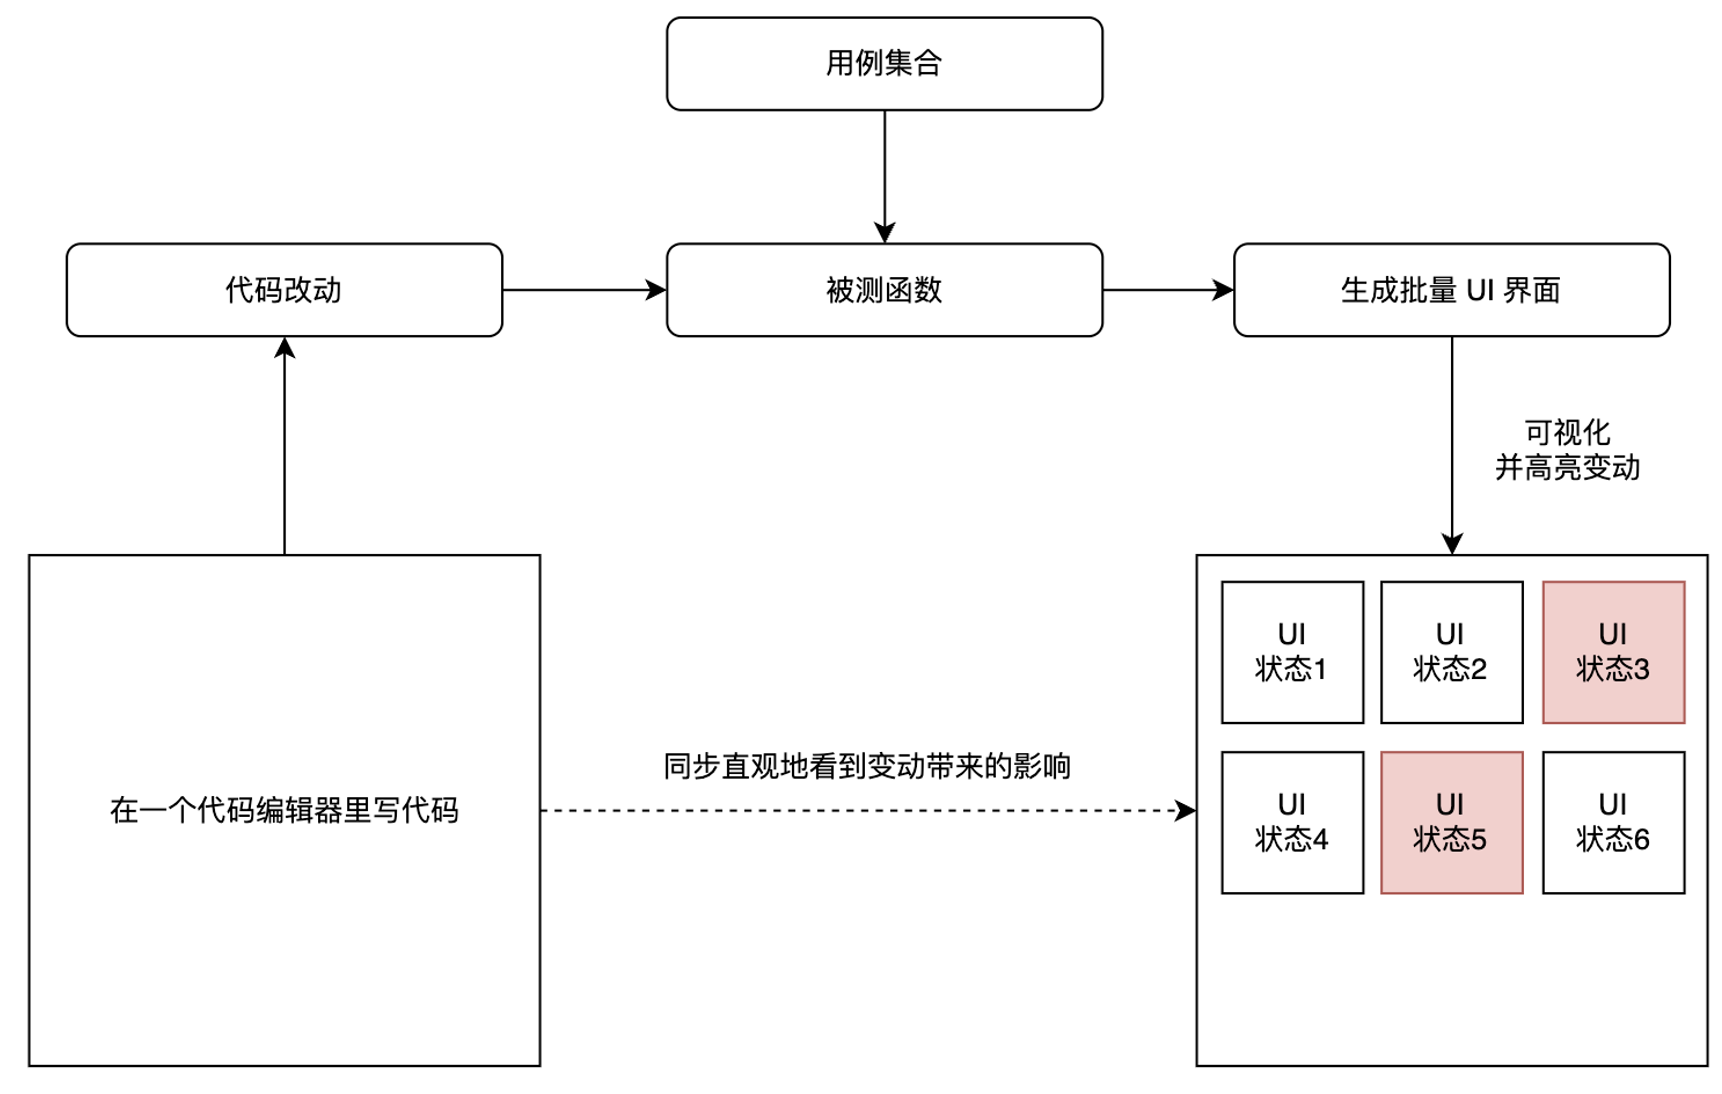 用例集合
代码改动
被测函数
生成批量 UI 界面
可视化
并高亮变动
在一个代码编辑器里写代码
同步直观地看到变动带来的影响
UI
状态1
UI
状态2
UI
状态3
UI
状态4
UI
状态5
UI
状态6